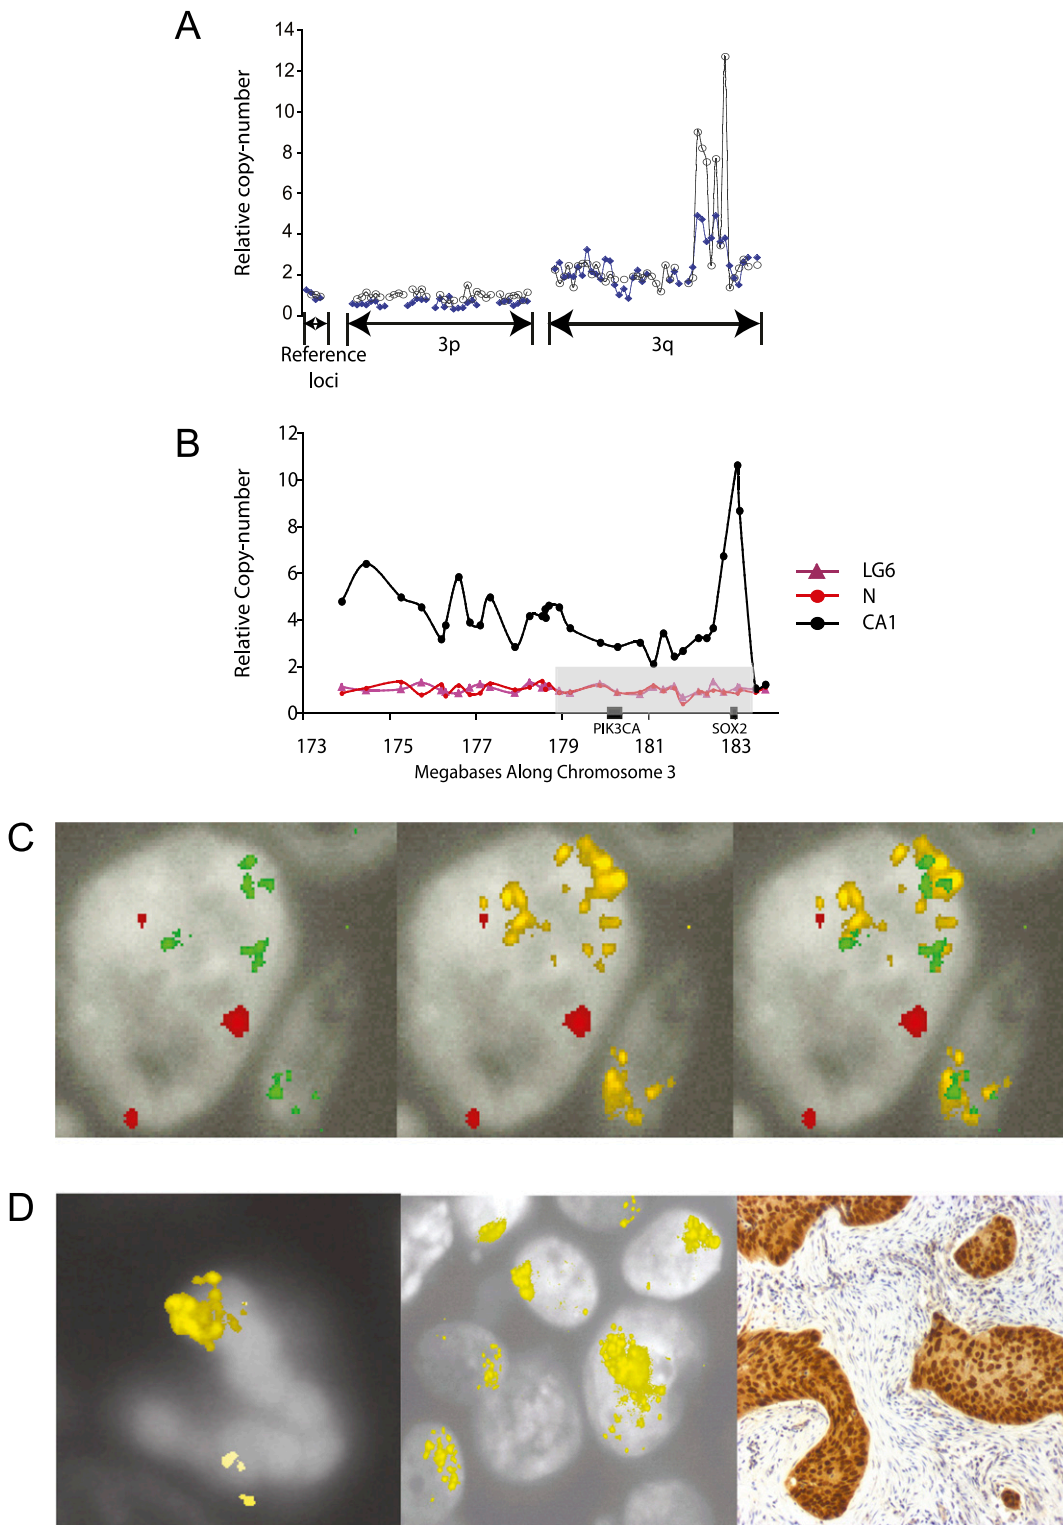 A
Relative copy-number
14
12
10
8
6
4
2
0
Reference
loci
3p
3q
B
Relative Copy-number
12
10
8
6
4
2
0
PIK3CA
SOX2
173
175
177
179
181
183
Megabases Along Chromosome 3
LG6
N
CA1
C
D